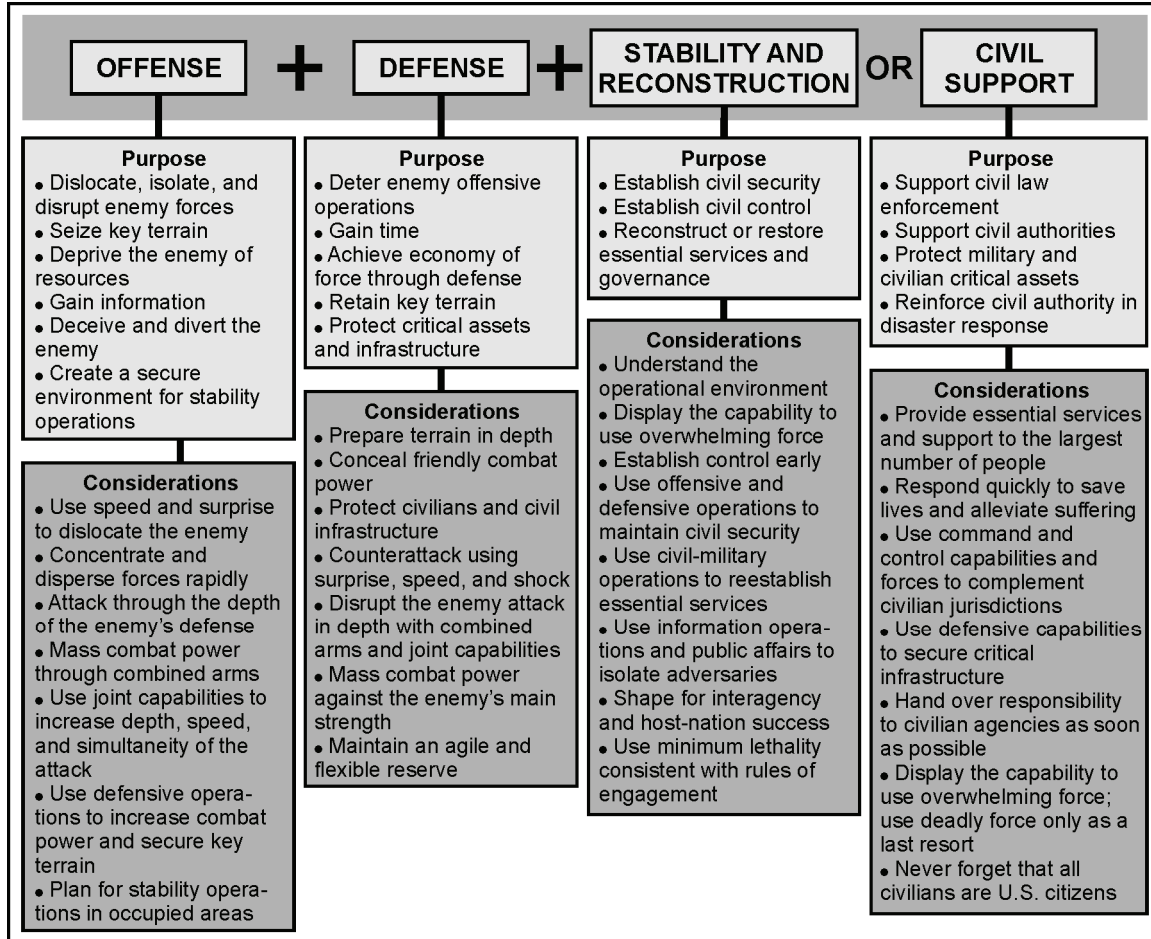 OFFENSE + DEFENSE + STABILITY AND RECONSTRUCTION OR CIVIL SUPPORT
Purpose
• Dislocate, isolate, and
disrupt enemy forces
• Seize key terrain
• Deprive the enemy of
resources
• Gain information
• Deceive and divert the
enemy
• Create a secure
environment for stability
operations
Considerations
• Use speed and surprise
to dislocate the enemy
• Concentrate and
disperse forces rapidly
• Attack through the depth
of the enemy's defense
• Mass combat power
through combined arms
• Use joint capabilities to
increase depth, speed,
and simultaneity of the
attack
• Use defensive opera-
tions to increase combat
power and secure key
terrain
• Plan for stability opera-
tions in occupied areas
Purpose
• Deter enemy offensive
operations
• Gain time
• Achieve economy of
force through defense
• Retain key terrain
• Protect critical assets
and infrastructure
Considerations
• Prepare terrain in depth
• Conceal friendly combat
power
• Protect civilians and civil
infrastructure
• Counterattack using
surprise, speed, and shock
• Disrupt the enemy attack
in depth with combined
arms and joint capabilities
• Mass combat power
against the enemy's main
strength
• Maintain an agile and
flexible reserve
Purpose
• Establish civil security
• Establish civil control
• Reconstruct or restore
essential services and
governance
Considerations
• Understand the
operational environment
• Display the capability to
use overwhelming force
• Establish control early
• Use offensive and
defensive operations to
maintain civil security
• Use civil-military
operations to reestablish
essential services
• Use information opera-
tions and public affairs to
isolate adversaries
• Shape for interagency
and host-nation success
• Use minimum lethality
consistent with rules of
engagement
Purpose
• Support civil law
enforcement
• Support civil authorities
• Protect military and
civilian critical assets
• Reinforce civil authority in
disaster response
Considerations
• Provide essential services
and support to the largest
number of people
• Respond quickly to save
lives and alleviate suffering
• Use command and
control capabilities and
forces to complement
civilian jurisdictions
• Use defensive capabilities
to secure critical
infrastructure
• Hand over responsibility
to civilian agencies as soon
as possible
• Display the capability to
use overwhelming force;
use deadly force only as a
last resort
• Never forget that all
civilians are U.S. citizens